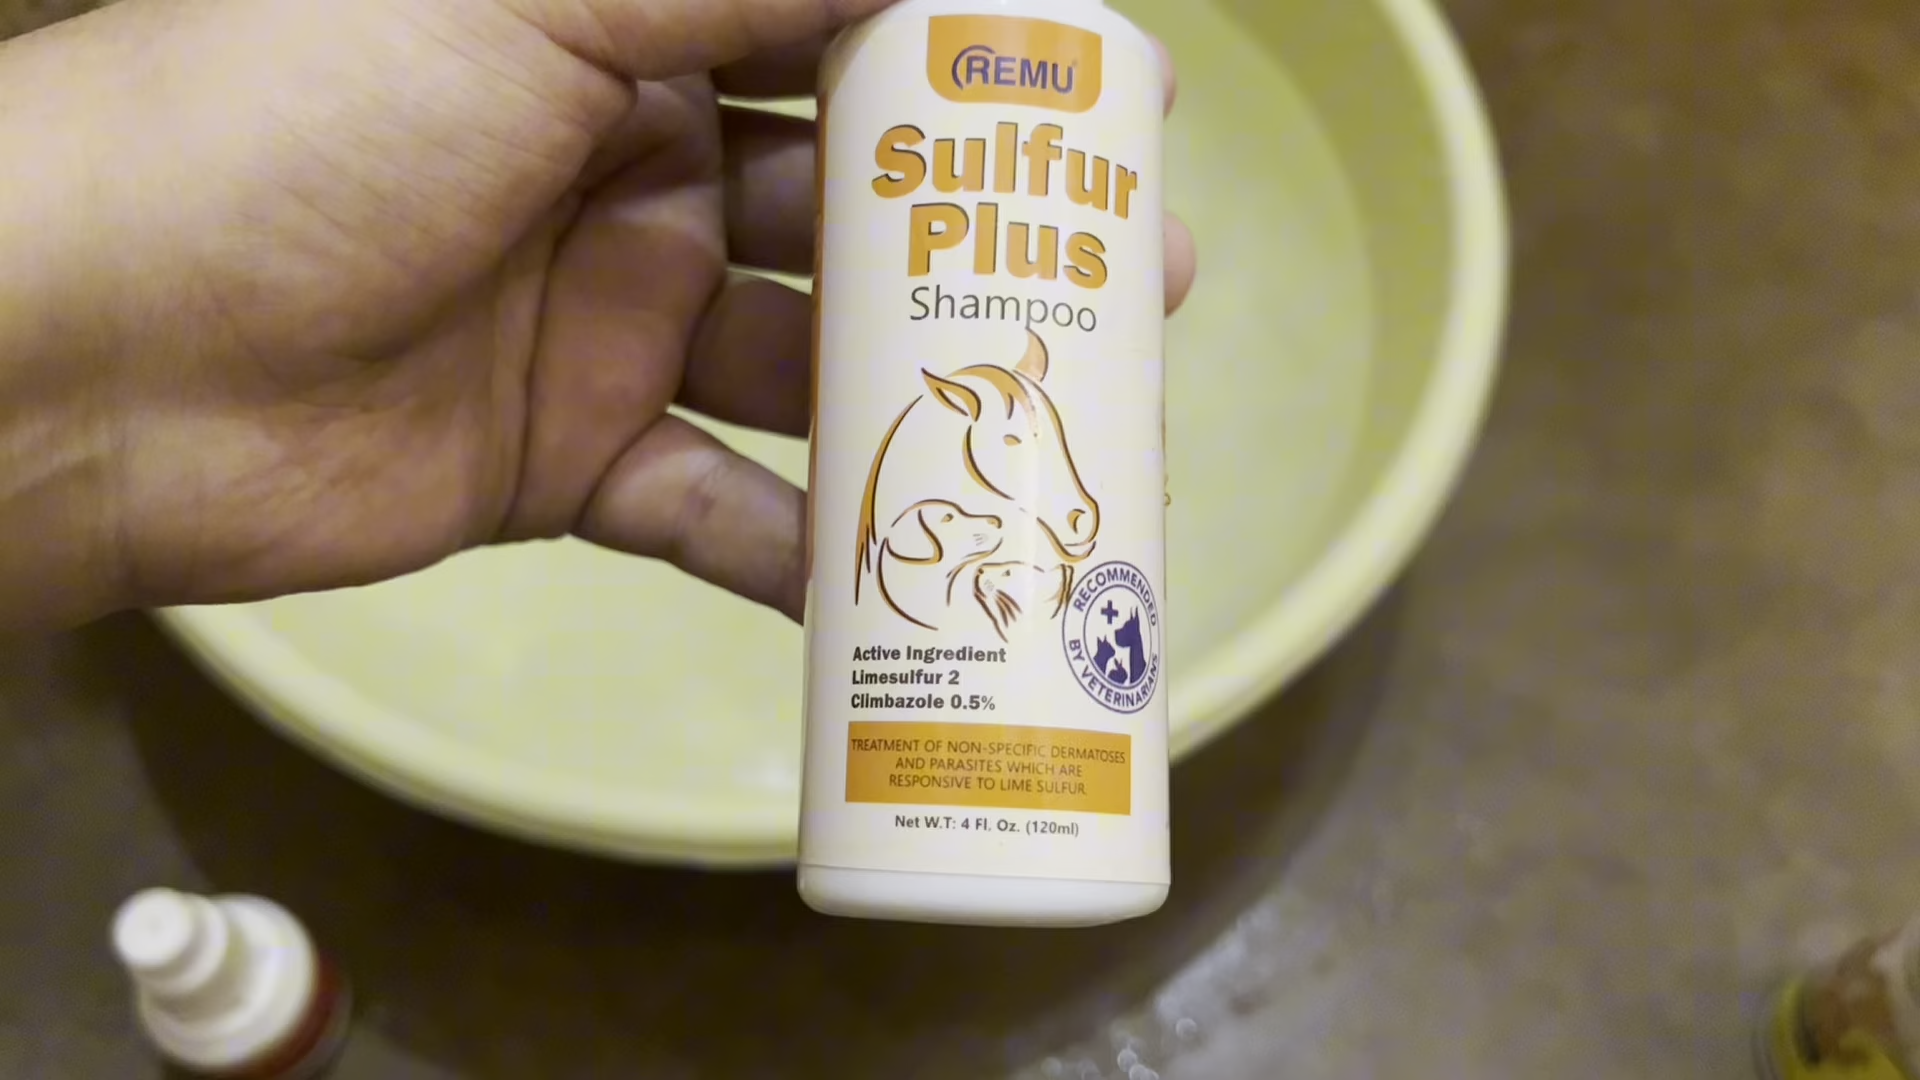 REMU
Sulfur
Plus
Shampoo
RECOMMENDED
BY VETERINARIANS
Active Ingredient
Limesulfur 2
Climbazole 0.5%
TREATMENT OF NON-SPECIFIC DERMATOSES
AND PARASITES WHICH ARE
RESPONSIVE TO LIME SULFUR
Net W.T: 4 Fl. Oz. (120ml)